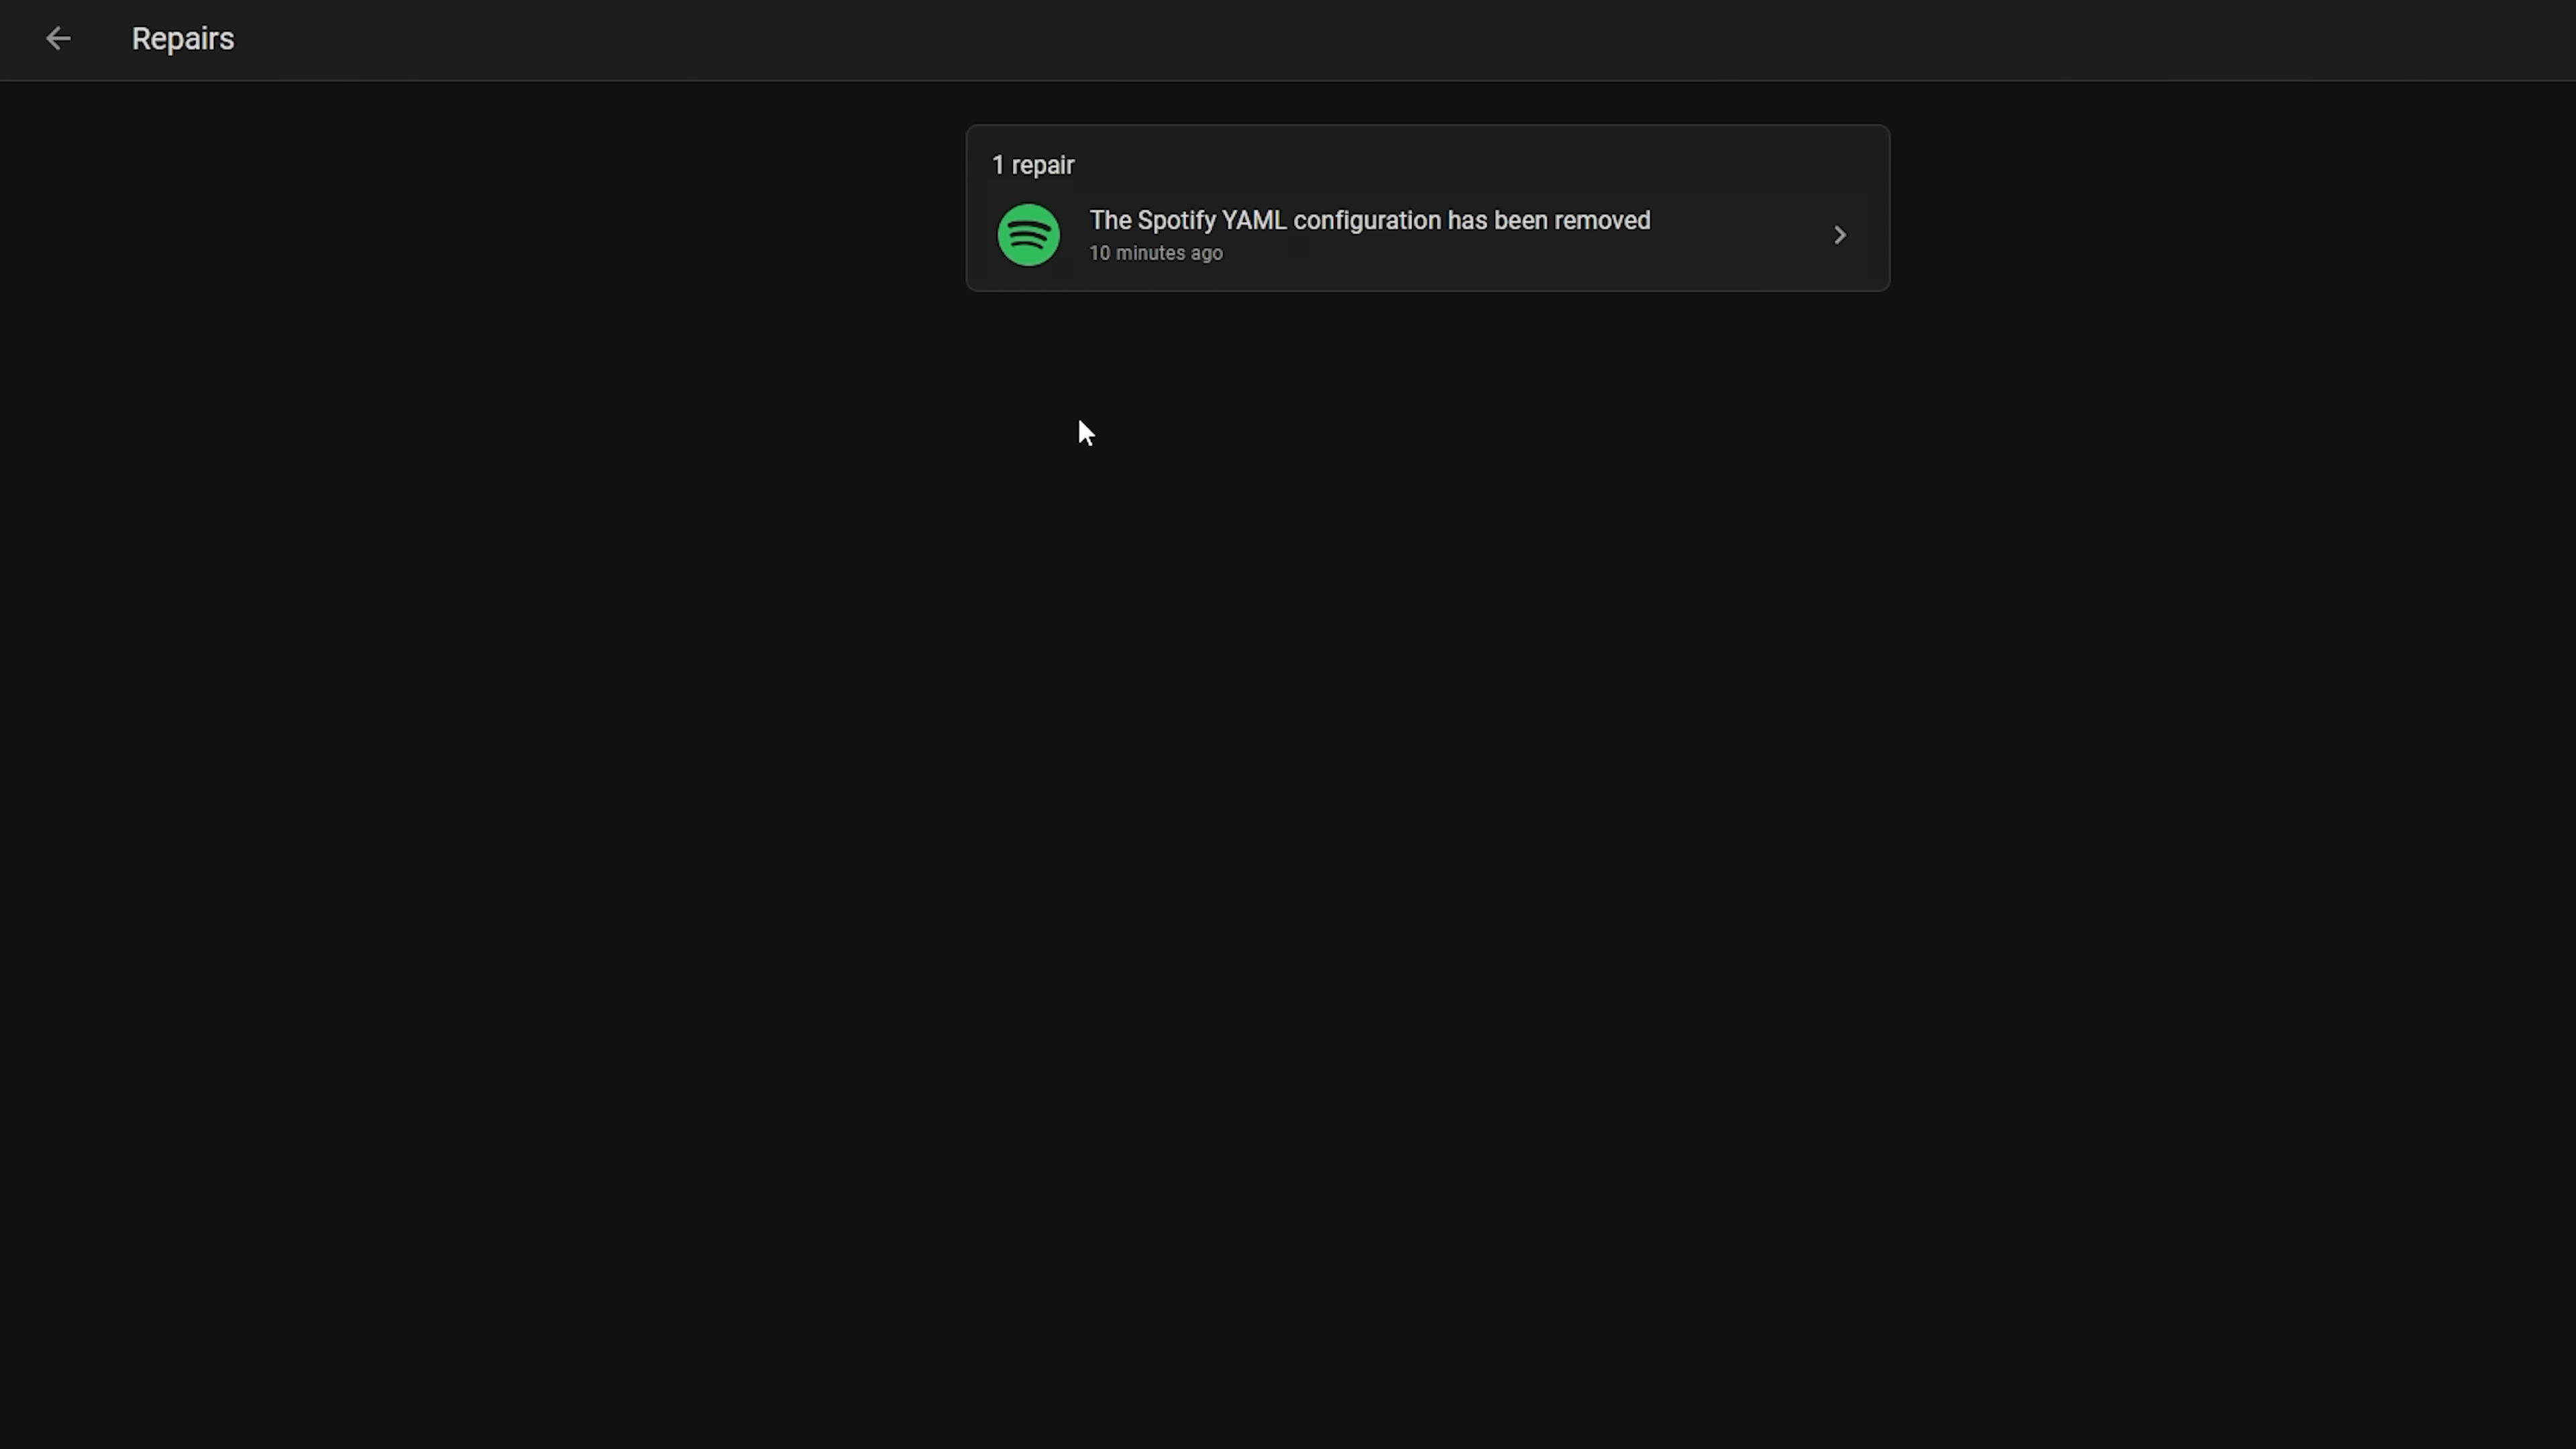 Repairs
1 repair
The Spotify YAML configuration has been removed
10 minutes ago